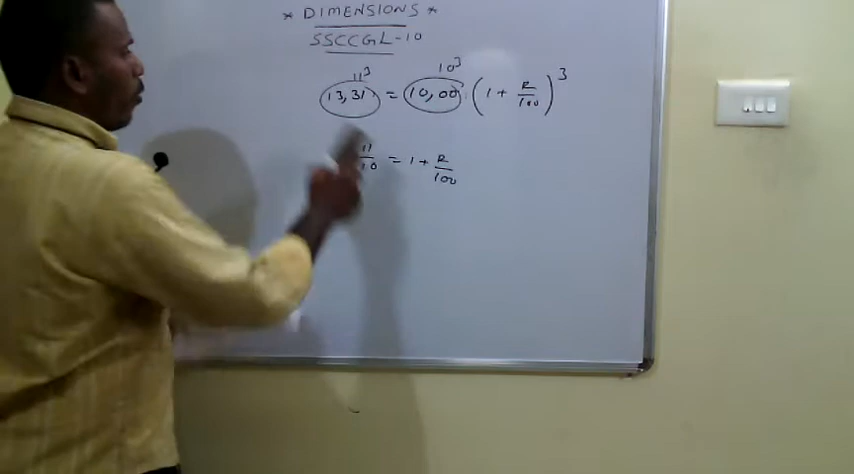 * DIMENSIONS *
SSCCGL-10
11³ 10³
13,31 = 10,00 (1 + R/100)³
11/10 = 1 + R/100